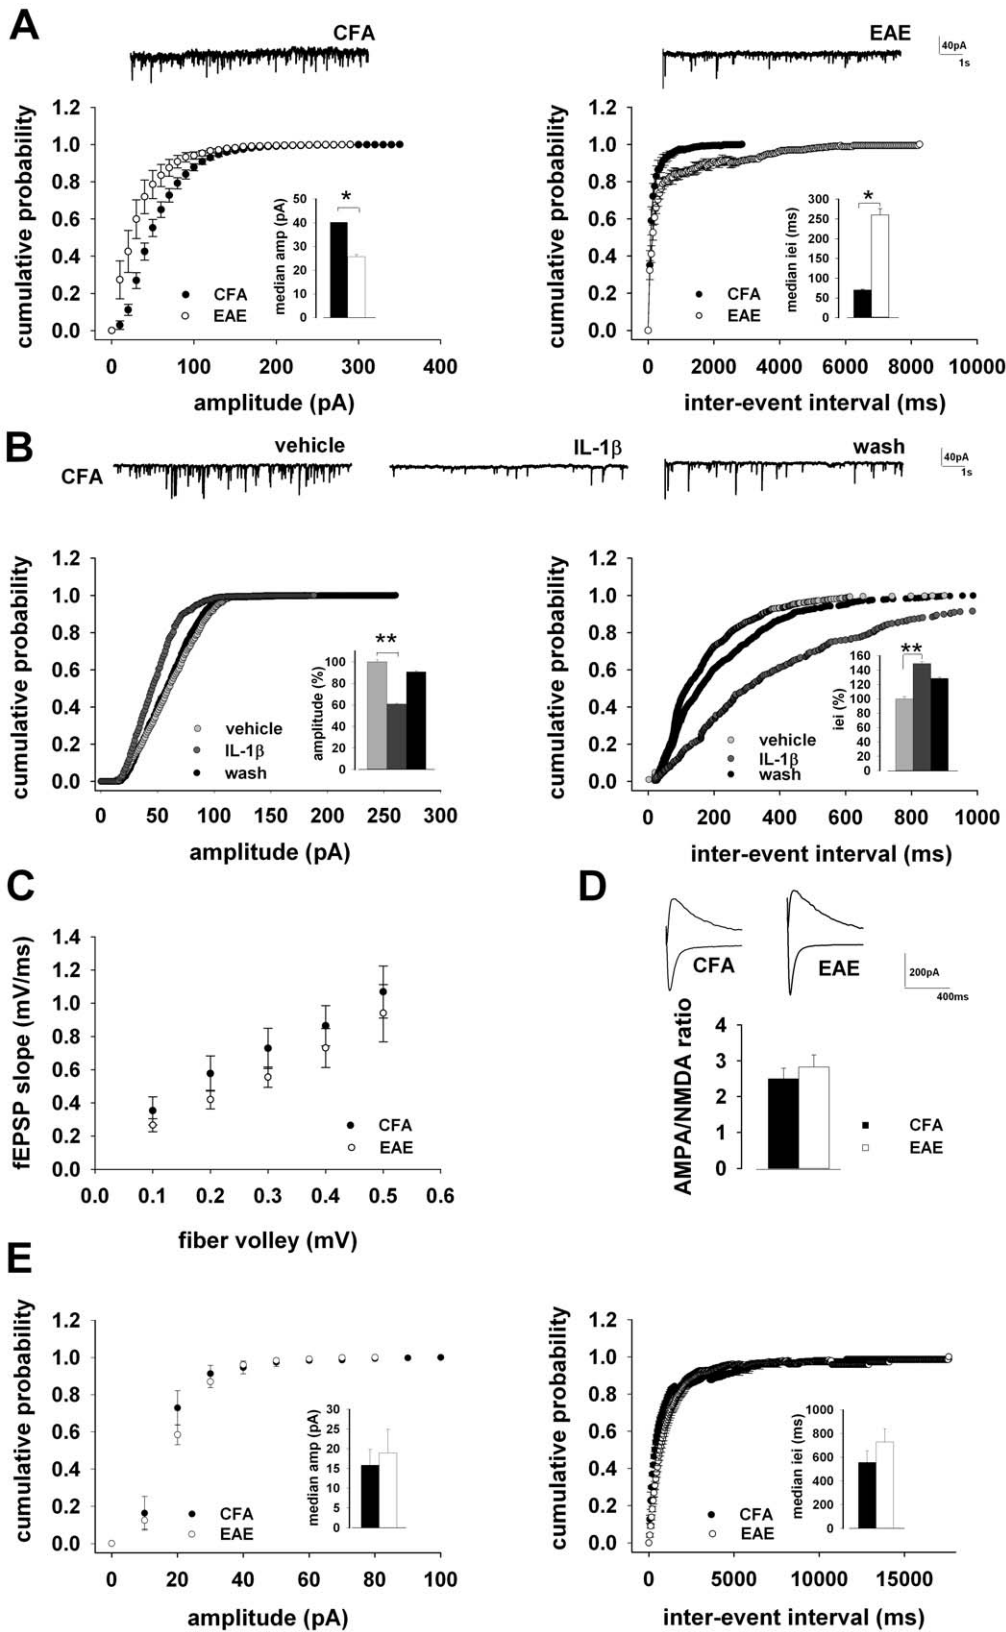 A
CFA
EAE
40pA
1s
cumulative probability
1.2
1.0
0.8
0.6
0.4
0.2
0.0
0 100 200 300 400
amplitude (pA)
CFA
EAE
median amp (pA)
50
40
30
20
10
0
*
cumulative probability
1.2
1.0
0.8
0.6
0.4
0.2
0.0
0 2000 4000 6000 8000 10000
inter-event interval (ms)
CFA
EAE
median iei (ms)
300
250
200
150
100
50
0
*
B
CFA
vehicle
IL-1β
wash
40pA
1s
cumulative probability
1.2
1.0
0.8
0.6
0.4
0.2
0.0
0 50 100 150 200 250 300
amplitude (pA)
vehicle
IL-1β
wash
amplitude (%)
100
80
60
40
20
0
**
cumulative probability
1.2
1.0
0.8
0.6
0.4
0.2
0.0
0 200 400 600 800 1000
inter-event interval (ms)
vehicle
IL-1β
wash
iei (%)
160
140
120
100
80
60
40
20
0
**
C
fEPSP slope (mV/ms)
1.4
1.2
1.0
0.8
0.6
0.4
0.2
0.0
0.0 0.1 0.2 0.3 0.4 0.5 0.6
fiber volley (mV)
CFA
EAE
D
CFA
EAE
200pA
400ms
AMPA/NMDA ratio
4
3
2
1
0
CFA
EAE
E
cumulative probability
1.2
1.0
0.8
0.6
0.4
0.2
0.0
0 20 40 60 80 100
amplitude (pA)
CFA
EAE
median amp (pA)
30
25
20
15
10
5
0
cumulative probability
1.2
1.0
0.8
0.6
0.4
0.2
0.0
0 5000 10000 15000
inter-event interval (ms)
CFA
EAE
median iei (ms)
1000
800
600
400
200
0